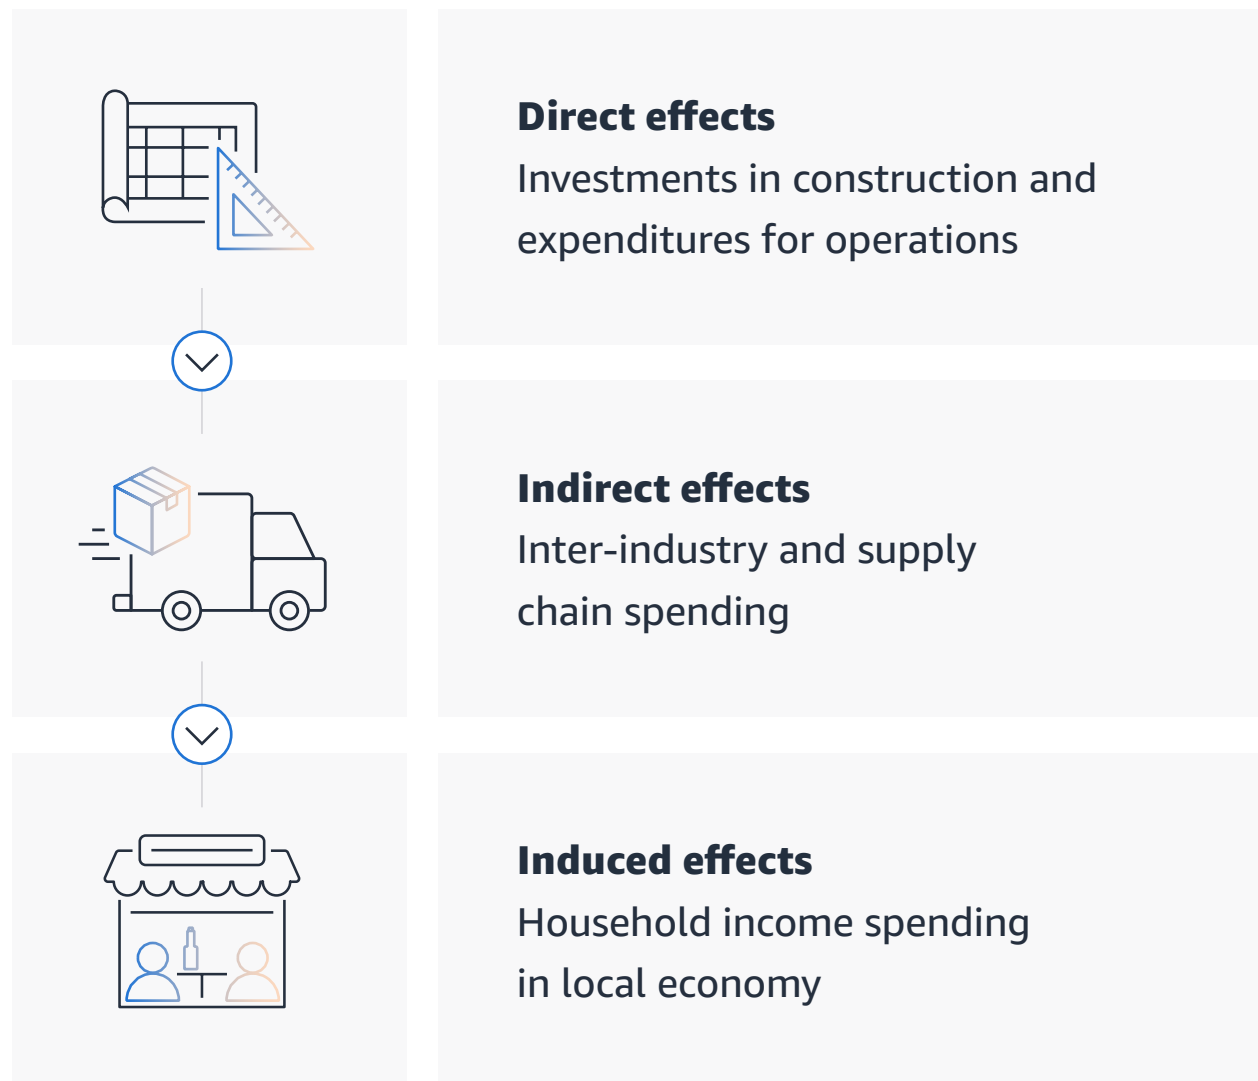 Direct effects
Investments in construction and
expenditures for operations
Indirect effects
Inter-industry and supply
chain spending
Induced effects
Household income spending
in local economy